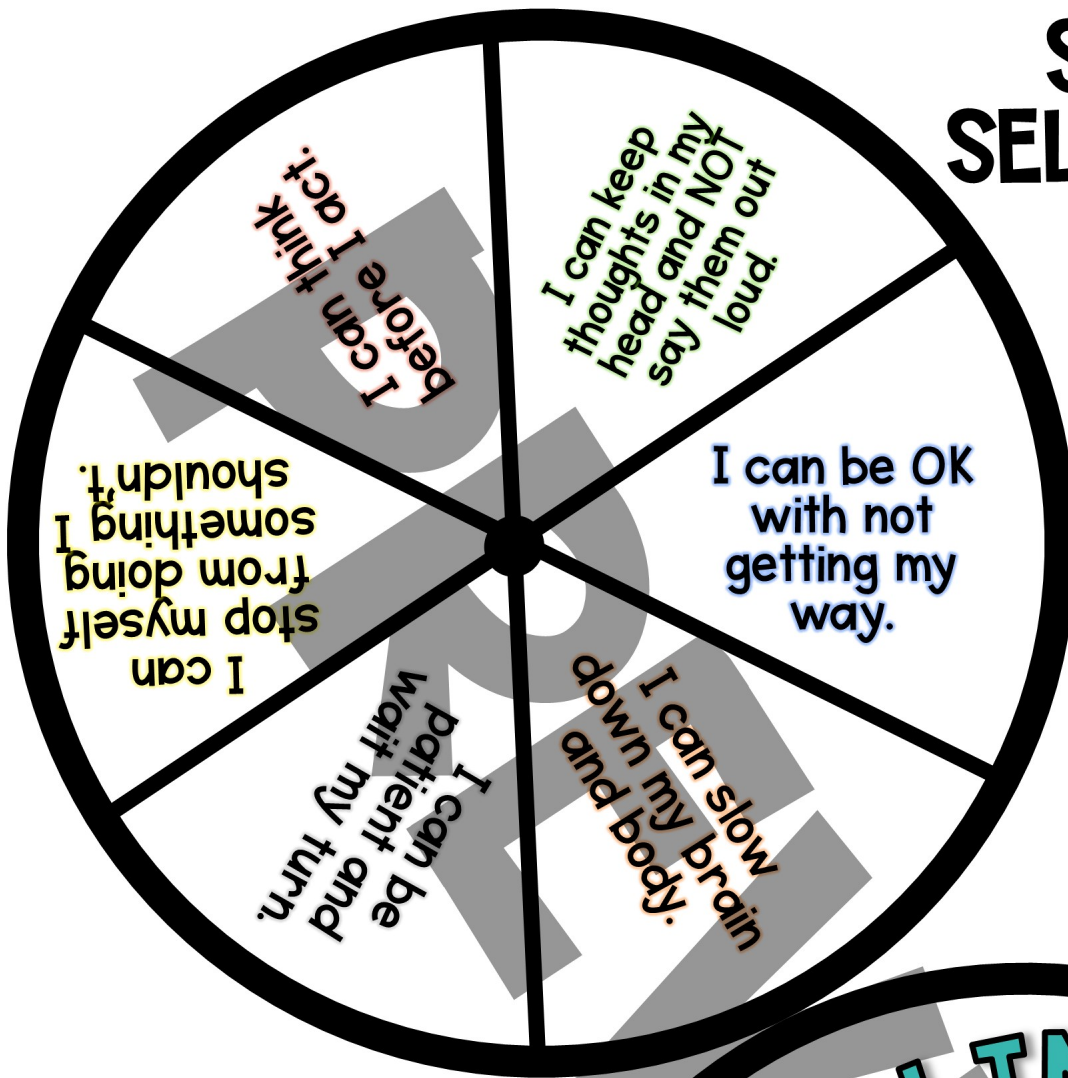 I can keep
thoughts in my
head and NOT
say them out
loud.
I can be OK
with not
getting my
way.
I can slow
down my brain
and body.
I can be
patient and
wait my turn.
I can
stop myself
from doing
something I
shouldn't.
I can think
before I act.